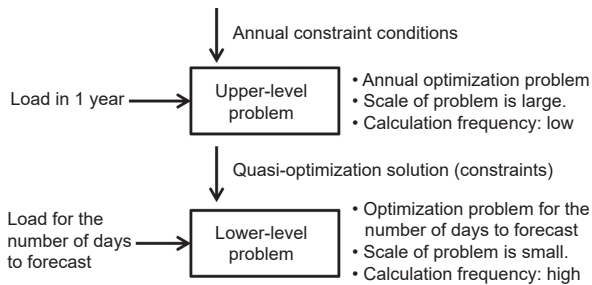 Annual constraint conditions
Load in 1 year
Upper-level
problem
• Annual optimization problem
• Scale of problem is large.
• Calculation frequency: low
Quasi-optimization solution (constraints)
Load for the
number of days
to forecast
Lower-level
problem
• Optimization problem for the
number of days to forecast
• Scale of problem is small.
• Calculation frequency: high